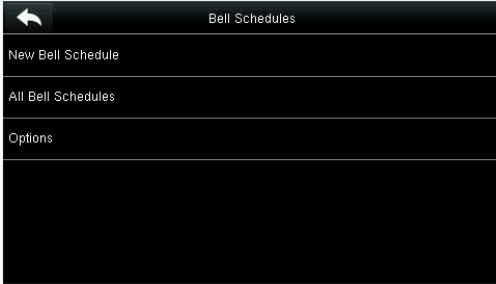 Bell Schedules
New Bell Schedule
All Bell Schedules
Options